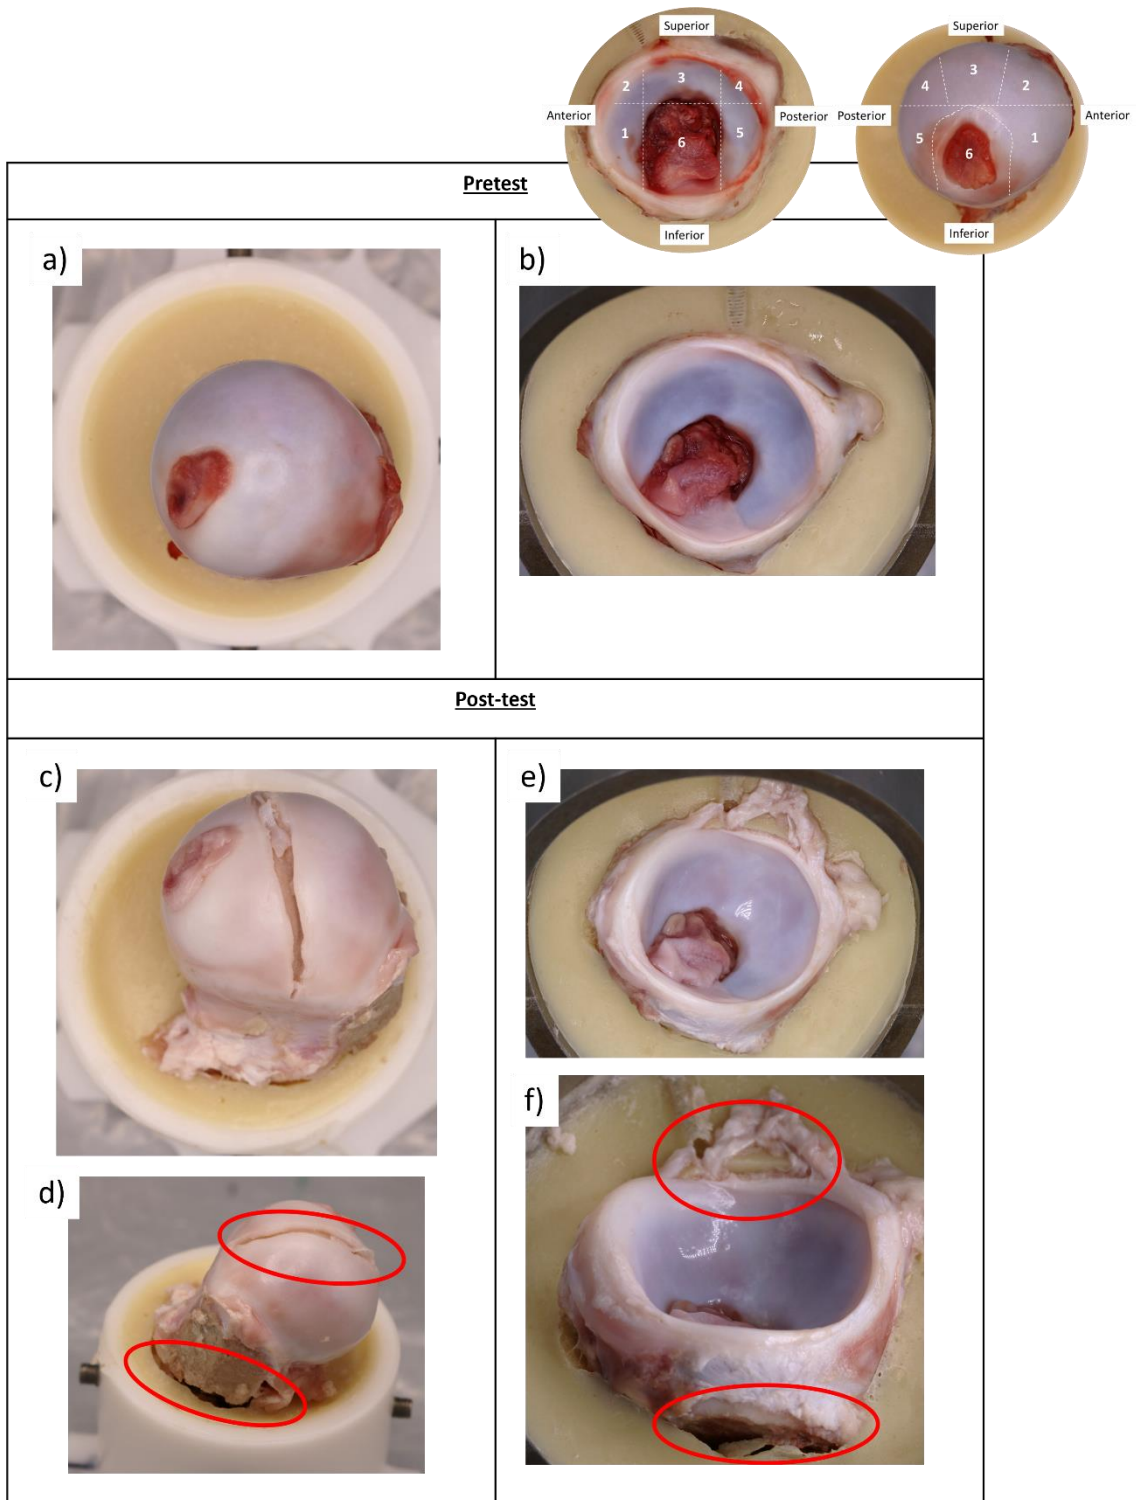 Superior
2
3
4
Anterior
1
6
5
Posterior
Inferior
Superior
3
4
2
Posterior
5
6
1
Anterior
Inferior
Pretest
a)
b)
Post-test
c)
e)
d)
f)